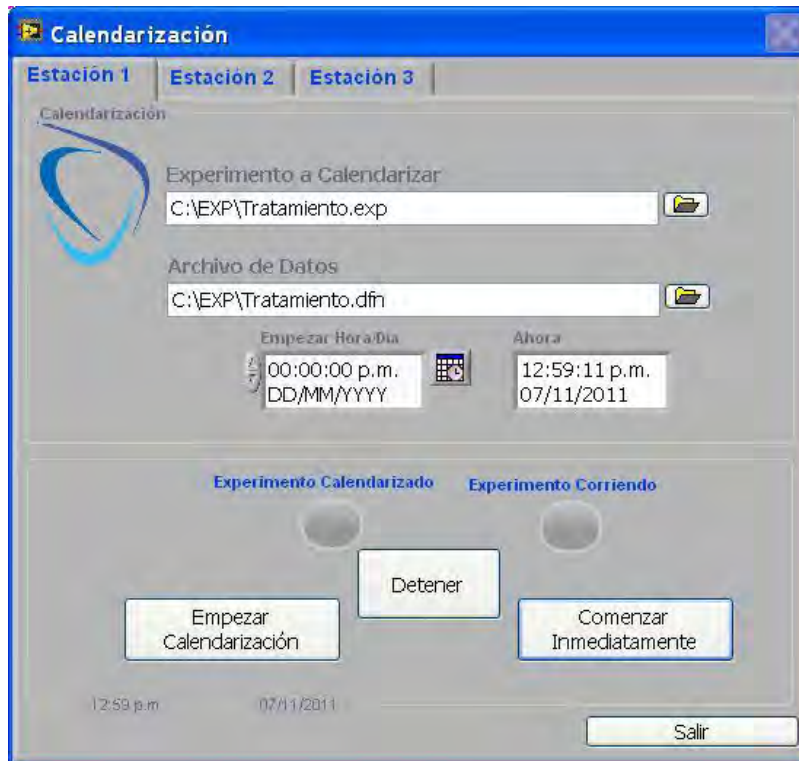 Calendarización
Estación 1 Estación 2 Estación 3
Calendarización
Experimento a Calendarizar
C:\EXP\Tratamiento.exp
Archivo de Datos
C:\EXP\Tratamiento.dfn
Empezar Hora/Dia Ahora
00:00:00 p.m. 12:59:11 p.m.
DD/MM/YYYY 07/11/2011
Experimento Calendarizado Experimento Corriendo
Detener
Empezar Comenzar
Calendarización Inmediatamente
12:59 p.m. 07/11/2011
Salir